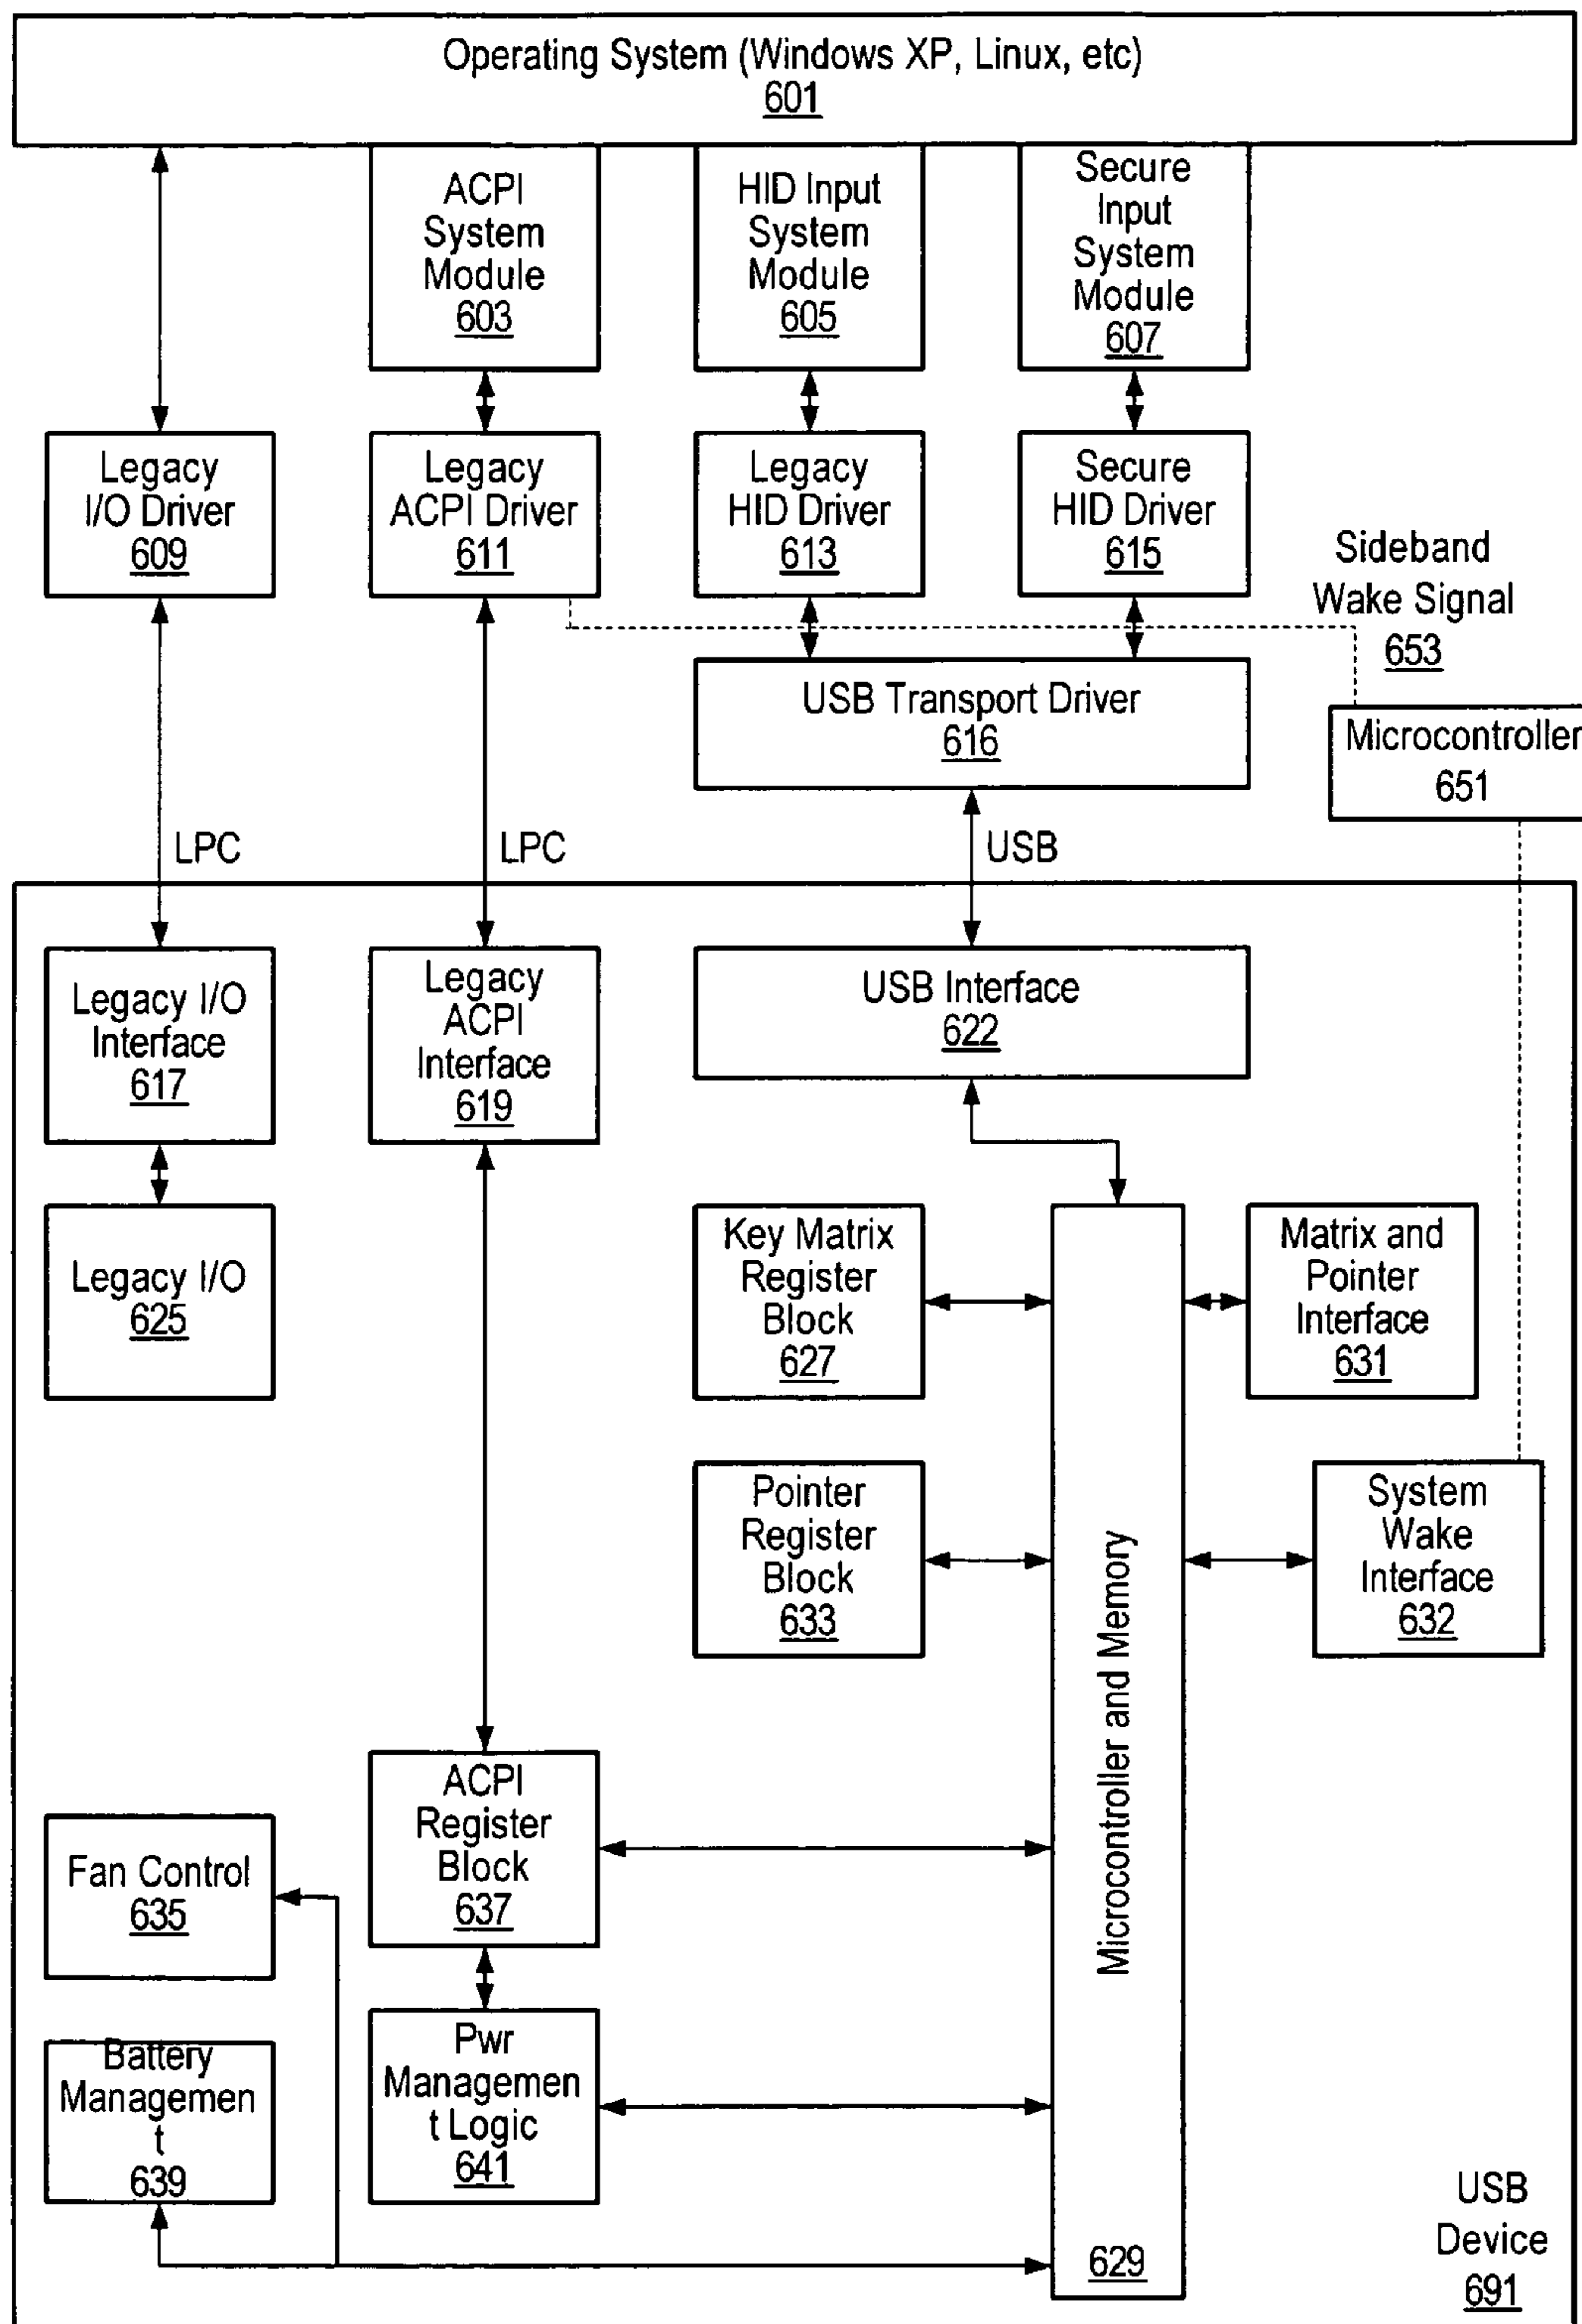 Operating System (Windows XP, Linux, etc)
601
ACPI
System
Module
603
HID Input
System
Module
605
Secure
Input
System
Module
607
Legacy
I/O Driver
609
Legacy
ACPI Driver
611
Legacy
HID Driver
613
Secure
HID Driver
615
Sideband
Wake Signal
653
USB Transport Driver
616
Microcontroller
651
LPC
LPC
USB
Legacy I/O
Interface
617
Legacy
ACPI
Interface
619
USB Interface
622
Legacy I/O
625
Key Matrix
Register
Block
627
Matrix and
Pointer
Interface
631
Pointer
Register
Block
633
System
Wake
Interface
632
Microcontroller and Memory
629
ACPI
Register
Block
637
Fan Control
635
Pwr
Managemen
t Logic
641
Battery
Managemen
t
639
USB
Device
691